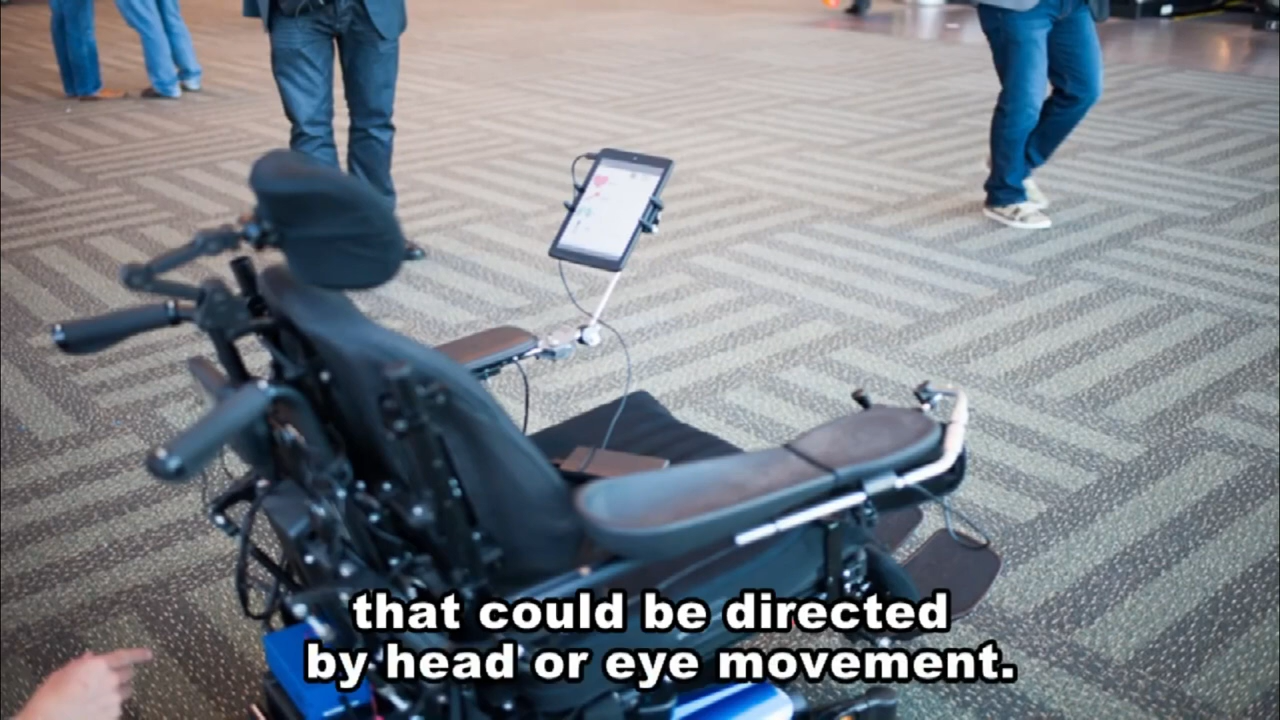 that could be directed
by head or eye movement.